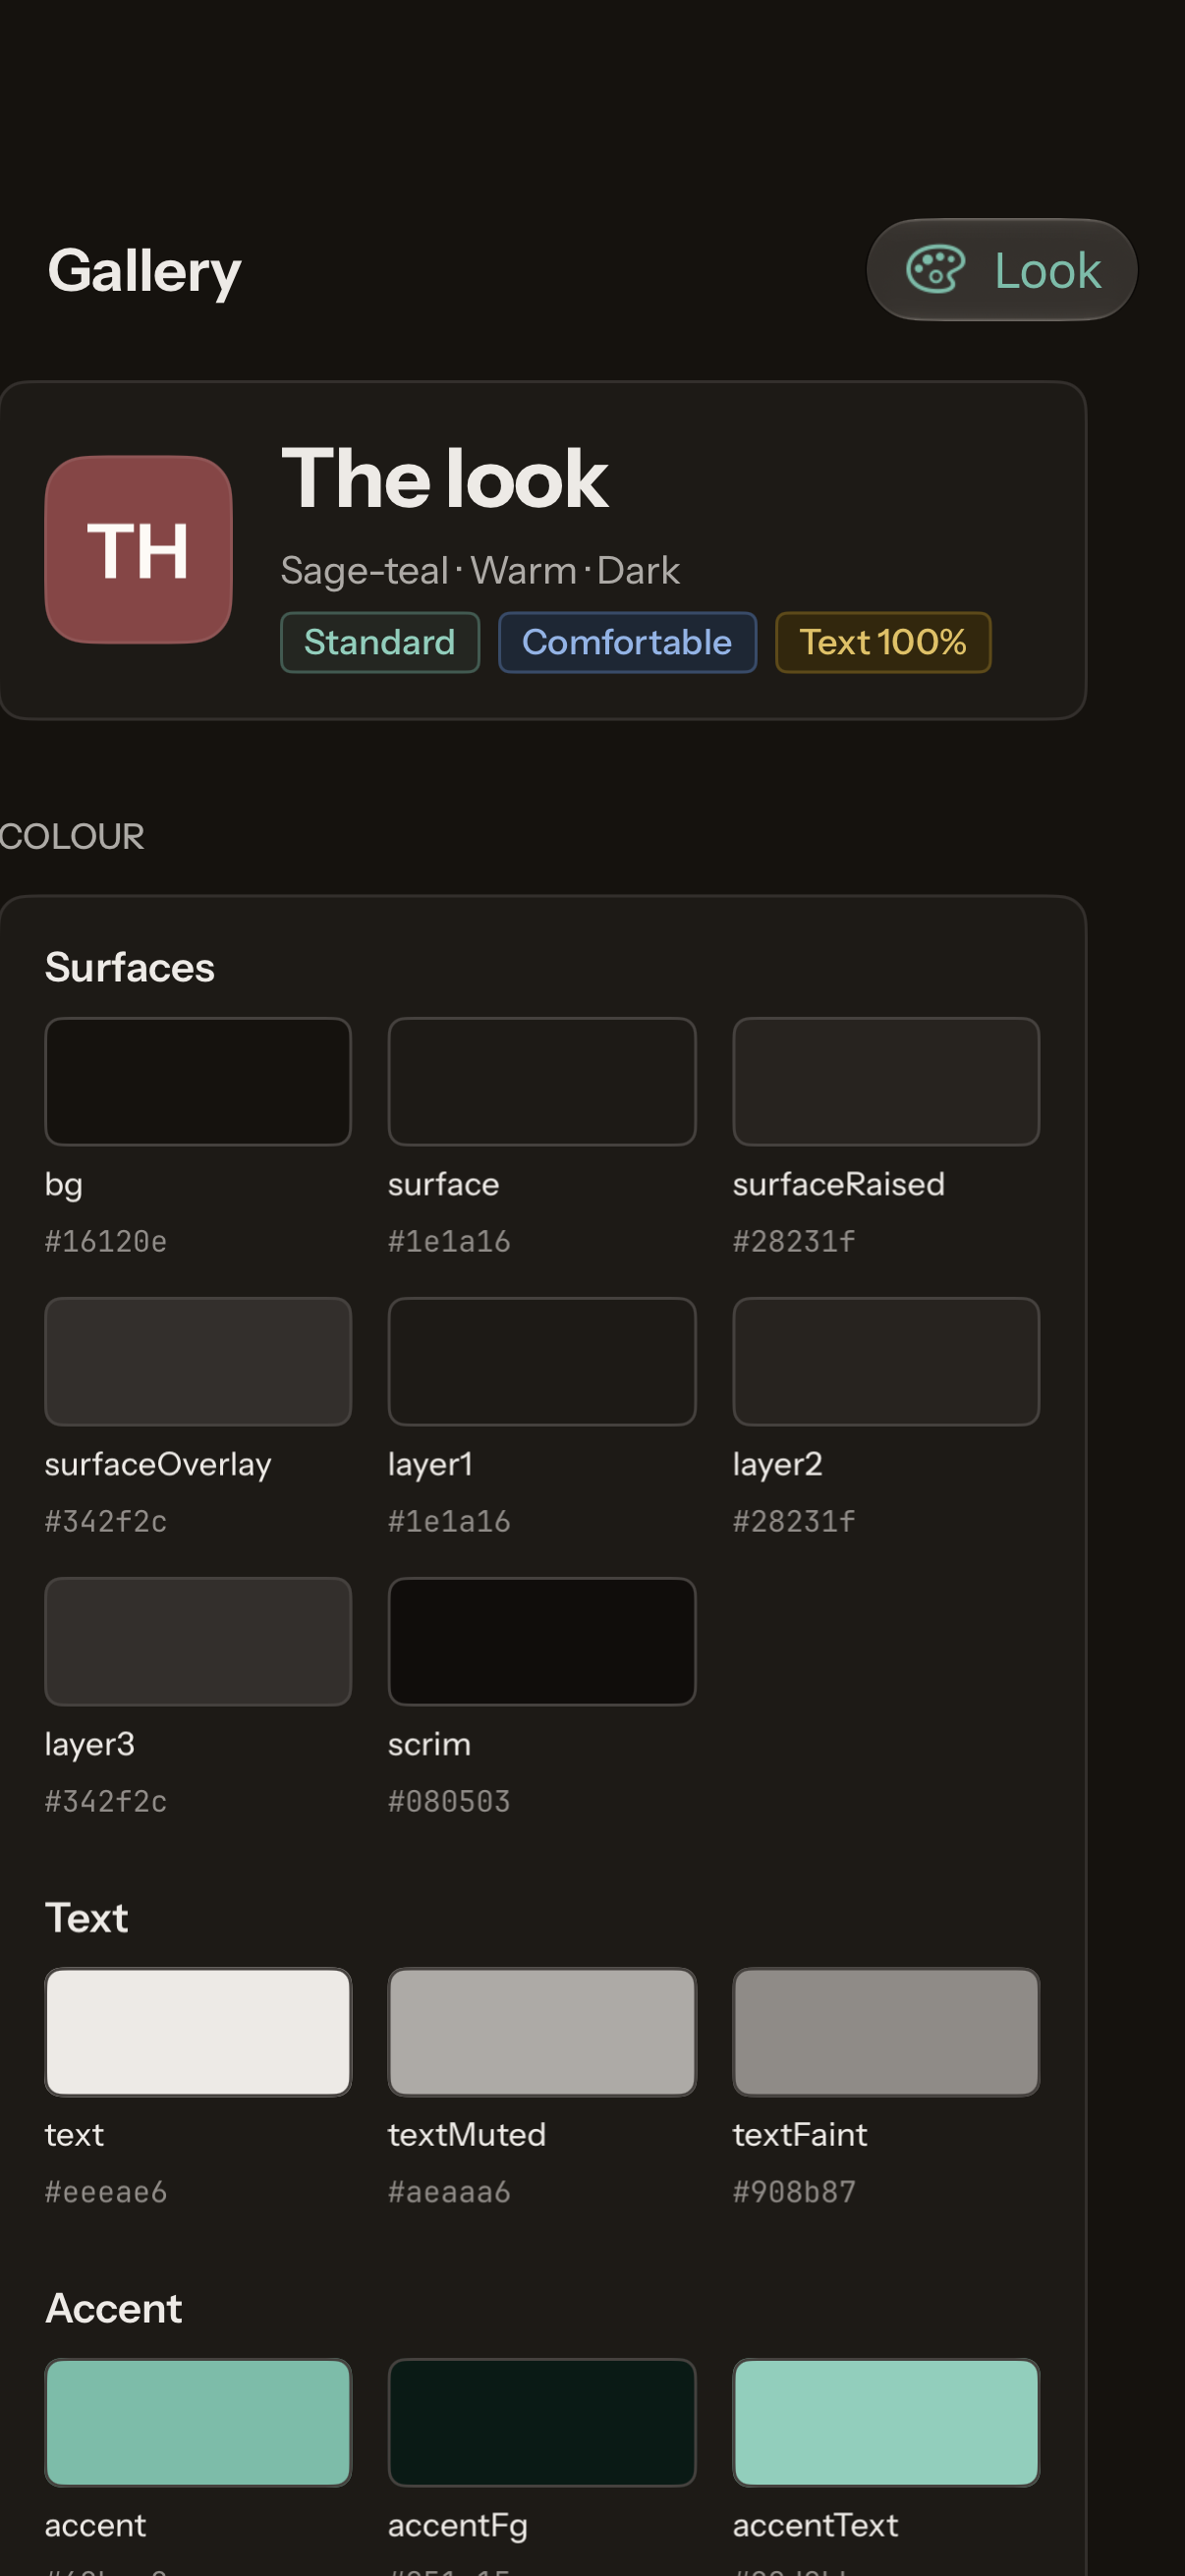 Gallery
Look
TH
The look
Sage-teal · Warm · Dark
Standard
Comfortable
Text 100%
COLOUR
Surfaces
bg
surface
surfaceRaised
#16120e
#1e1a16
#28231f
surfaceOverlay
layer1
layer2
#342f2c
#1e1a16
#28231f
layer3
scrim
#342f2c
#080503
Text
text
textMuted
textFaint
#eeeae6
#aeaaa6
#908b87
Accent
accent
accentFg
accentText